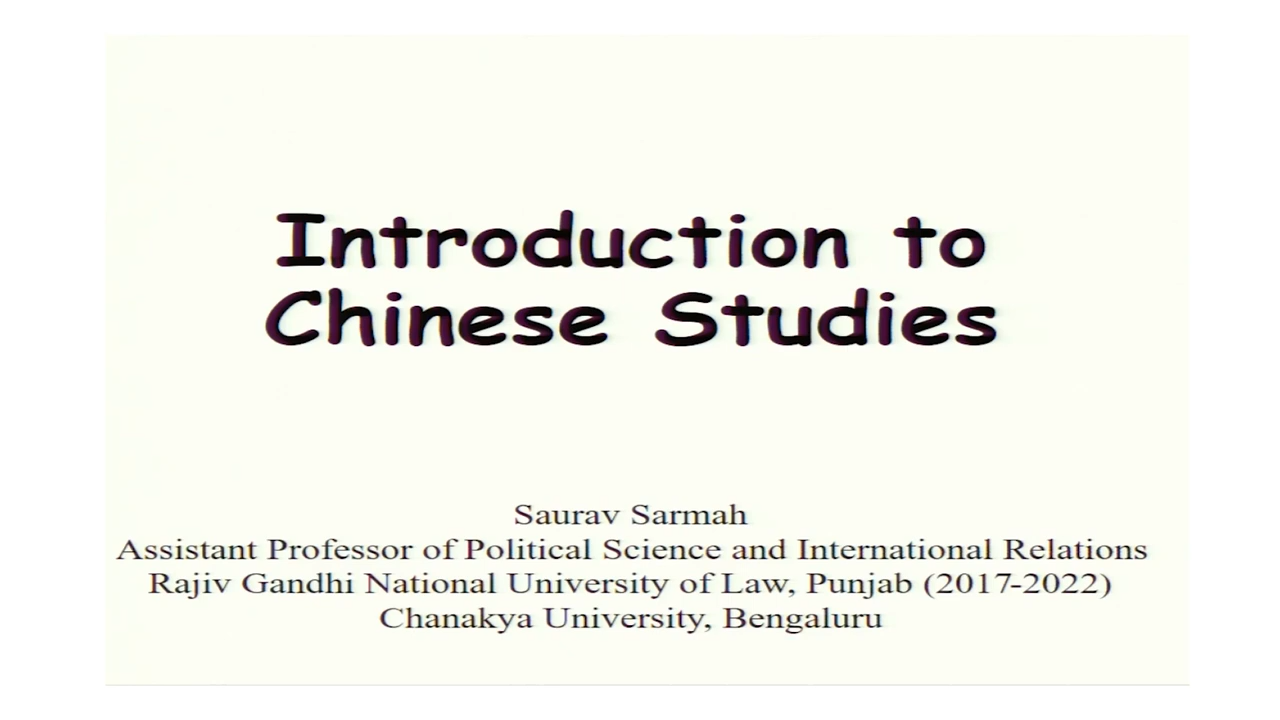 Introduction to
Chinese Studies
Saurav Sarmah
Assistant Professor of Political Science and International Relations
Rajiv Gandhi National University of Law, Punjab (2017-2022)
Chanakya University, Bengaluru